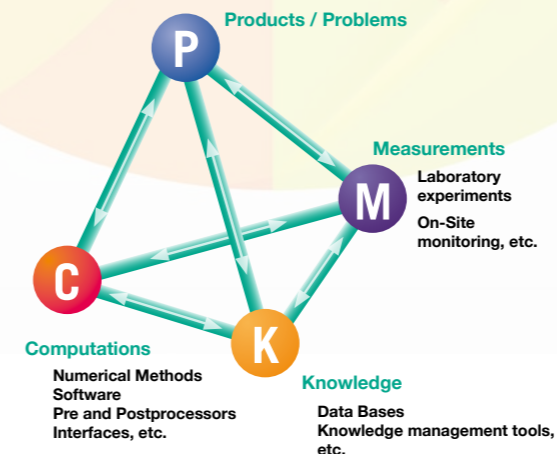 Products / Problems
P
Measurements
Laboratory
experiments
On-Site
monitoring, etc.
M
C
Computations
Numerical Methods
Software
Pre and Postprocessors
Interfaces, etc.
K
Knowledge
Data Bases
Knowledge management tools,
etc.